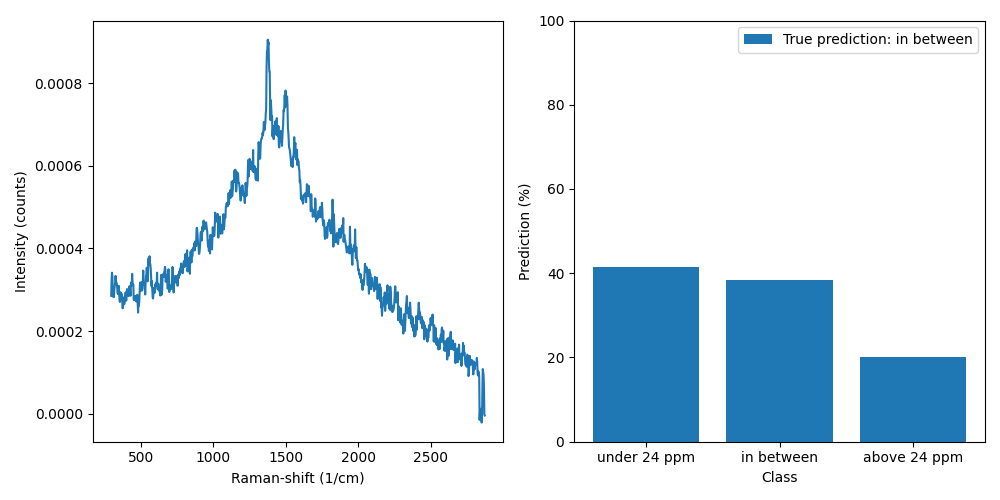 0.0008
0.0006
0.0004
0.0002
0.0000
Intensity (counts)
500 1000 1500 2000 2500
Raman-shift (1/cm)
100
80
60
40
20
0
Prediction (%)
True prediction: in between
under 24 ppm in between above 24 ppm
Class